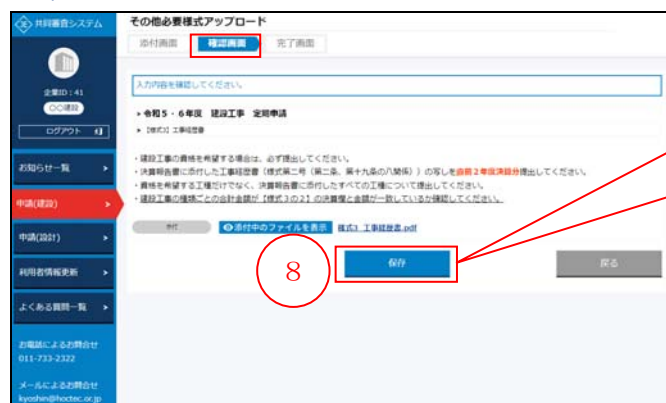 共同審査システム
企業ID：41
〇〇建設
ログアウト
お知らせ一覧
申請(建設)
申請(設計)
利用者情報更新
よくある質問一覧
お電話によるお問合せ
011-733-2322
メールによるお問合せ
kyoshin@hoctec.or.jp
その他必要様式アップロード
添付画面
確認画面
完了画面
入力内容を確認してください。
令和5・6年度 建設工事 定期申請
【様式3】工事経歴書
・建設工事の資格を希望する場合は、必ず提出してください。
・決算報告書に添付した工事経歴書（様式第二号（第二条、第十九条の八関係））の写しを直前２年度決算分提出してください。
・資格を希望する工種だけでなく、決算報告書に添付したすべての工種について提出してください。
・建設工事の種類ごとの合計金額が【様式３の２】の決算欄と金額が一致しているか確認してください。
添付
添付中のファイルを表示
様式3_工事経歴書.pdf
8
保存
戻る